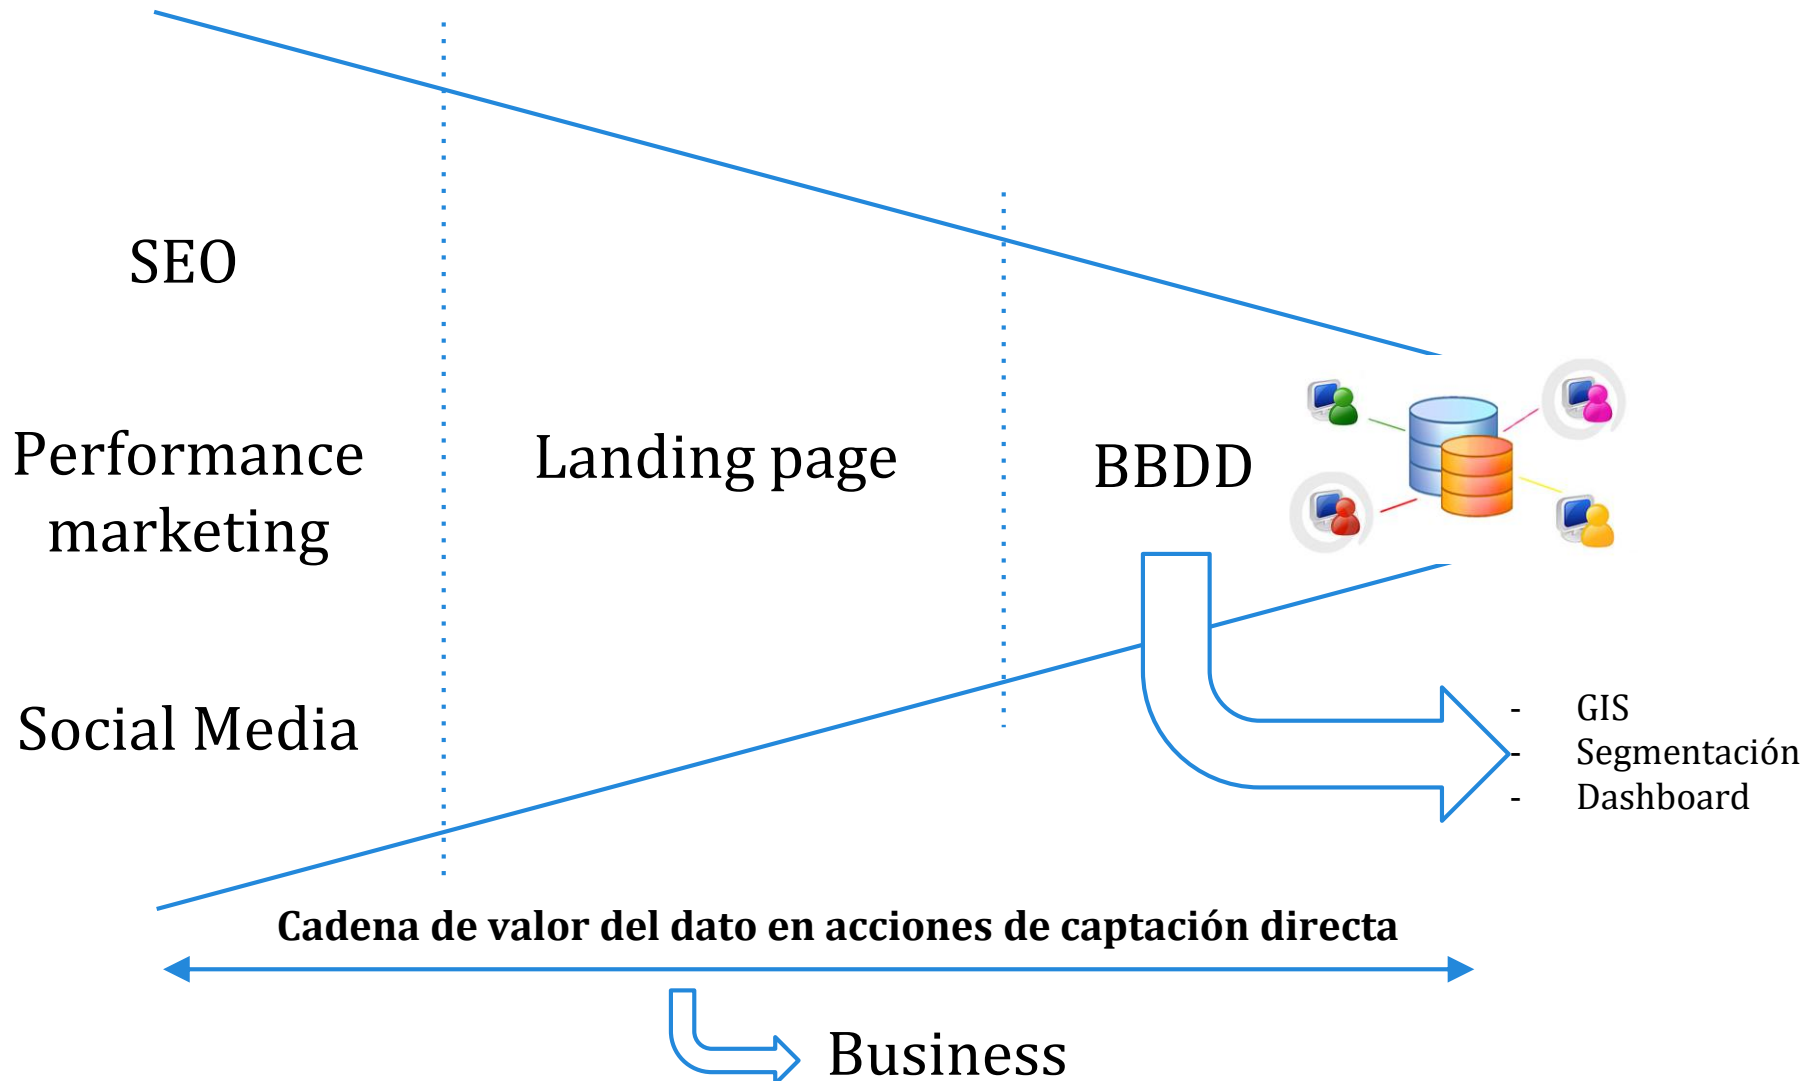 SEO
Performance
marketing
Social Media
Landing page
BBDD
- GIS
- Segmentación
- Dashboard
Cadena de valor del dato en acciones de captación directa
Business